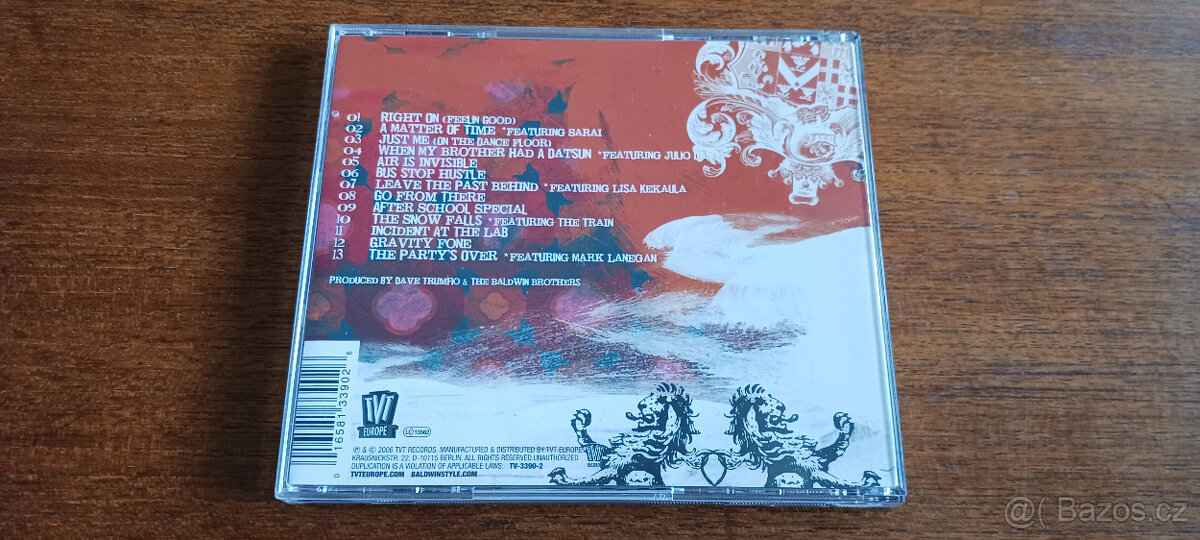 01 RIGHT ON (FEELIN GOOD)
02 A MATTER OF TIME *FEATURING SARAI
03 JUST ME (ON THE DANCE FLOOR)
04 WHEN MY BROTHER HAD A DATSUN *FEATURING JULIO D
05 AIR IS INVISIBLE
06 BUS STOP HUSTLE
07 LEAVE THE PAST BEHIND *FEATURING LISA KEKAULA
08 GO FROM THERE
09 AFTER SCHOOL SPECIAL
10 THE SNOW FALLS *FEATURING THE TRAIN
11 INCIDENT AT THE LAB
12 GRAVITY FONE
13 THE PARTY'S OVER *FEATURING MARK LANEGAN
PRODUCED BY DAVE TRUMFIO & THE BALDWIN BROTHERS
0 16581 33902 6
TVT
EUROPE
LC 13562
℗ & © 2006 TVT RECORDS. MANUFACTURED & DISTRIBUTED BY TVT EUROPE,
KRAUSNICKSTR. 22, D-10115 BERLIN. ALL RIGHTS RESERVED. UNAUTHORIZED
DUPLICATION IS A VIOLATION OF APPLICABLE LAWS. TV-3390-2
TVTEUROPE.COM BALDWINSTYLE.COM
@( Bazos.cz